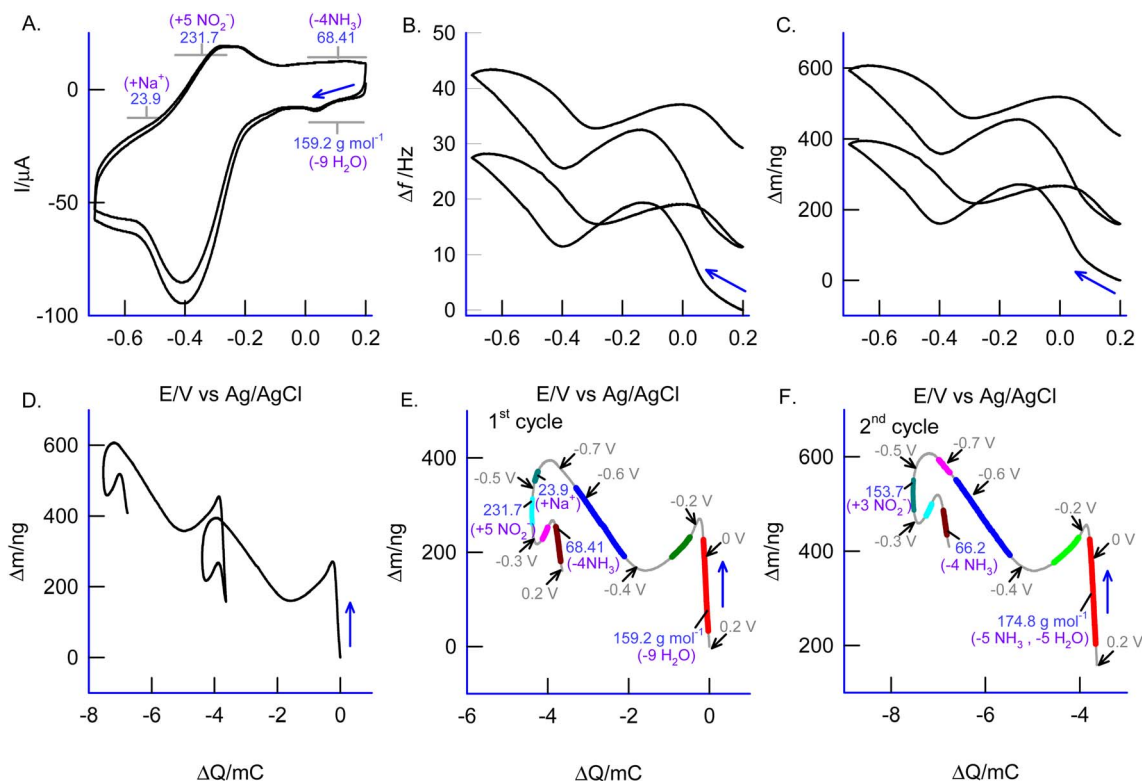 A.
(+5 NO₂⁻)
231.7
(-4NH₃)
68.41
(+Na⁺)
23.9
159.2 g mol⁻¹
(-9 H₂O)
I/µA
0
-50
-100
-0.6
-0.4
-0.2
0.0
0.2
E/V vs Ag/AgCl
B.
Δf /Hz
50
40
30
20
10
0
-0.6
-0.4
-0.2
0.0
0.2
E/V vs Ag/AgCl
C.
Δm/ng
600
400
200
0
-0.6
-0.4
-0.2
0.0
0.2
E/V vs Ag/AgCl
D.
Δm/ng
600
400
200
0
-8
-6
-4
-2
0
ΔQ/mC
E.
1st cycle
Δm/ng
400
200
0
-6
-4
-2
0
ΔQ/mC
-0.7 V
-0.5 V
-0.6 V
23.9
(+Na⁺)
231.7
(+5 NO₂⁻)
-0.2 V
0 V
-0.3 V
68.41
(-4NH₃)
0.2 V
-0.4 V
159.2 g mol⁻¹
(-9 H₂O)
0.2 V
F.
2nd cycle
Δm/ng
600
400
200
-8
-6
-4
ΔQ/mC
-0.5 V
-0.7 V
-0.6 V
153.7
(+3 NO₂⁻)
-0.2 V
0 V
-0.3 V
66.2
(-4 NH₃)
-0.4 V
174.8 g mol⁻¹
(-5 NH₃ , -5 H₂O)
0.2 V